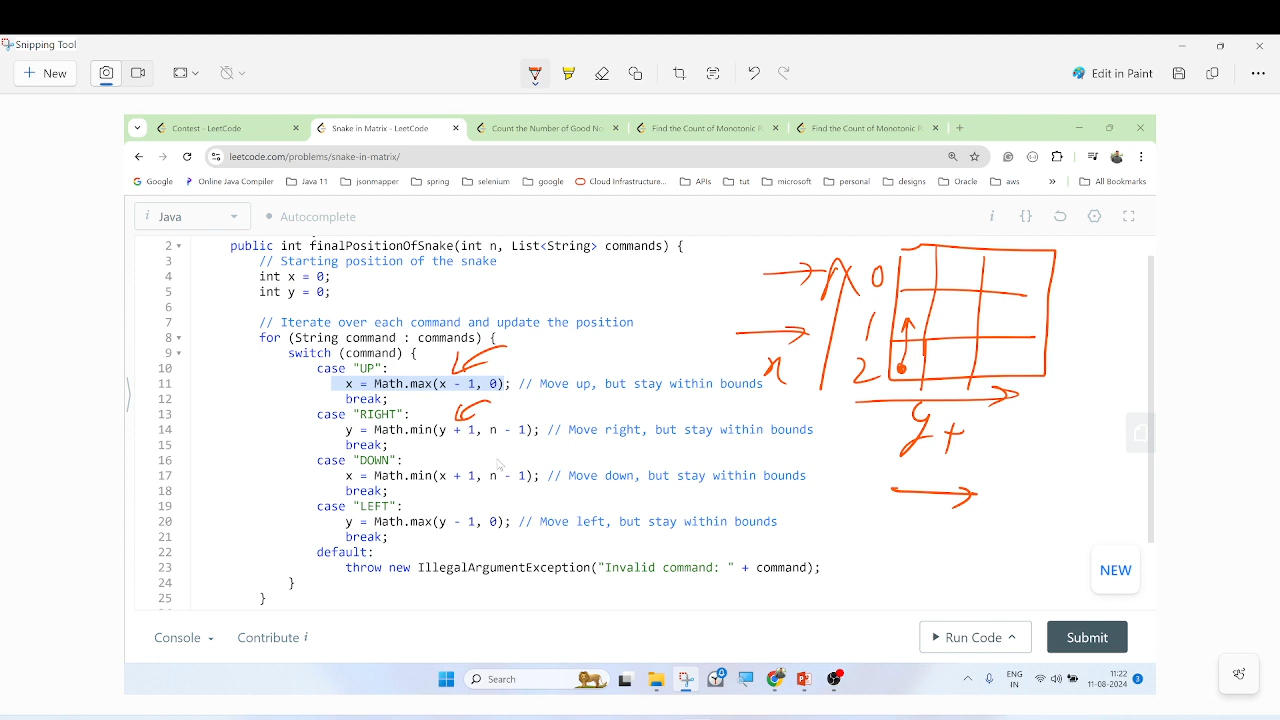 Snipping Tool
New
Edit in Paint
Contest - LeetCode
Snake in Matrix - LeetCode
Count the Number of Good No
Find the Count of Monotonic P
Find the Count of Monotonic P
leetcode.com/problems/snake-in-matrix/
Google
Online Java Compiler
Java 11
jsonmapper
spring
selenium
google
Cloud Infrastructure...
APIs
tut
microsoft
personal
designs
Oracle
aws
»
All Bookmarks
i Java
Autocomplete
i
{}
2 public int finalPositionOfSnake(int n, List<String> commands) {
3 // Starting position of the snake
4 int x = 0;
5 int y = 0;
6
7 // Iterate over each command and update the position
8 for (String command : commands) {
9 switch (command) {
10 case "UP":
11 x = Math.max(x - 1, 0); // Move up, but stay within bounds
12 break;
13 case "RIGHT":
14 y = Math.min(y + 1, n - 1); // Move right, but stay within bounds
15 break;
16 case "DOWN":
17 x = Math.min(x + 1, n - 1); // Move down, but stay within bounds
18 break;
19 case "LEFT":
20 y = Math.max(y - 1, 0); // Move left, but stay within bounds
21 break;
22 default:
23 throw new IllegalArgumentException("Invalid command: " + command);
24 }
25 }
0
1
2
x
y +
NEW
Console
Contribute i
Run Code
Submit
Search
ENG
IN
11:22
11-08-2024
3